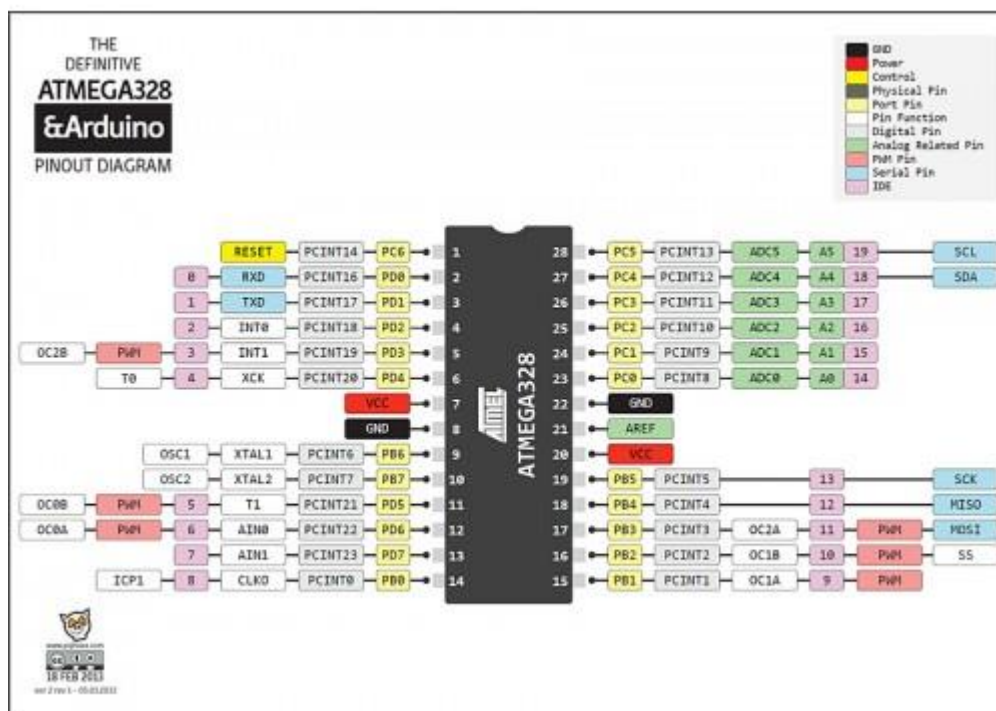 THE
DEFINITIVE
ATMEGA328
&Arduino
PINOUT DIAGRAM
GND
Power
Control
Physical Pin
Port Pin
Pin Function
Digital Pin
Analog Related Pin
PWM Pin
Serial Pin
IDE
RESET PCINT14 PC6 1 28 PC5 PCINT13 ADC5 A5 19 SCL
0 RXD PCINT16 PD0 2 27 PC4 PCINT12 ADC4 A4 18 SDA
1 TXD PCINT17 PD1 3 26 PC3 PCINT11 ADC3 A3 17
2 INT0 PCINT18 PD2 4 25 PC2 PCINT10 ADC2 A2 16
OC2B PWM 3 INT1 PCINT19 PD3 5 24 PC1 PCINT9 ADC1 A1 15
T0 4 XCK PCINT20 PD4 6 23 PC0 PCINT8 ADC0 A0 14
VCC 7 22 GND
GND 8 21 AREF
OSC1 XTAL1 PCINT6 PB6 9 20 VCC
OSC2 XTAL2 PCINT7 PB7 10 19 PB5 PCINT5 13 SCK
OC0B PWM 5 T1 PCINT21 PD5 11 18 PB4 PCINT4 12 MISO
OC0A PWM 6 AIN0 PCINT22 PD6 12 17 PB3 PCINT3 OC2A 11 PWM MOSI
7 AIN1 PCINT23 PD7 13 16 PB2 PCINT2 OC1B 10 PWM SS
ICP1 8 CLKO PCINT0 PB0 14 15 PB1 PCINT1 OC1A 9 PWM
ATMEL
ATMEGA328
cc
18 FEB 2013